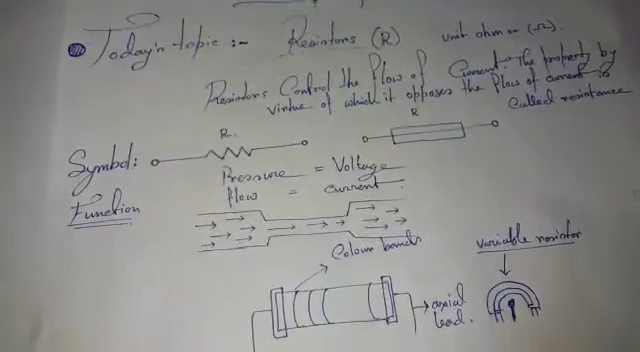 Today's topic :- Resistors (R) unit ohm or (Ω).
Resistors Control the Flow of Current. The property by
virtue of which it opposes the flow of current is
Called resistance
Symbol:
R.
R
Pressure = Voltage
flow = current.
Function
Colour bands
variable resistor
axial
lead.